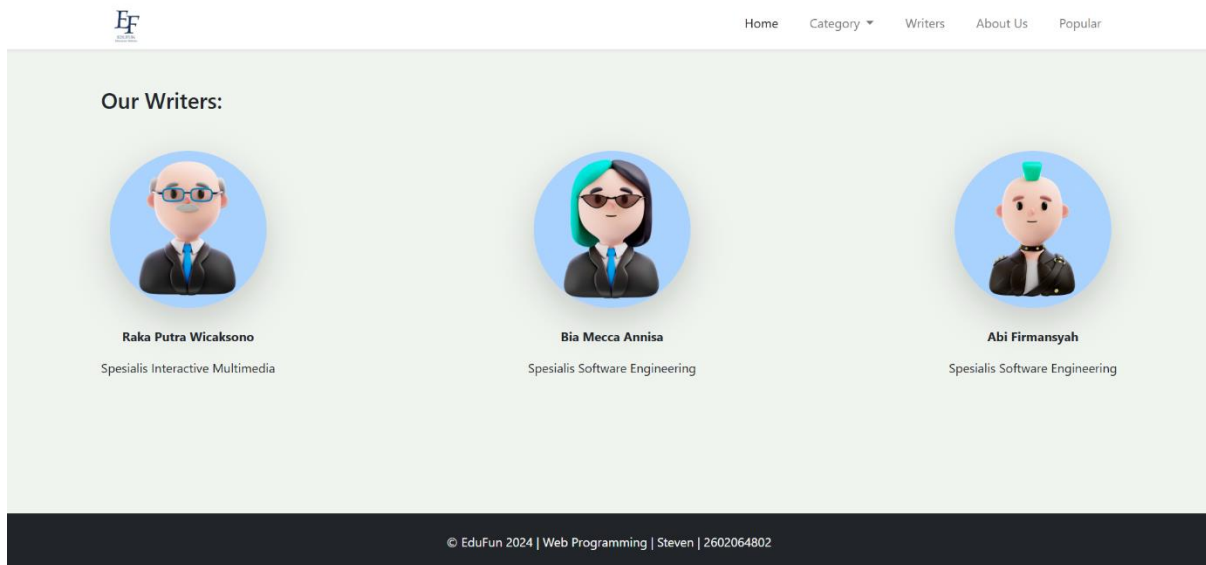 EF
Home Category Writers About Us Popular
Our Writers:
Raka Putra Wicaksono
Bia Mecca Annisa
Abi Firmansyah
Spesialis Interactive Multimedia
Spesialis Software Engineering
Spesialis Software Engineering
© EduFun 2024 | Web Programming | Steven | 2602064802